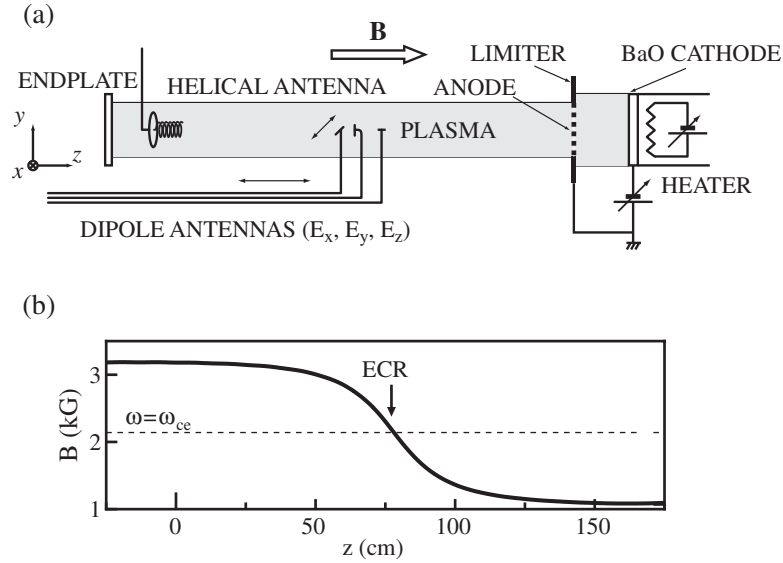 (a)
B
LIMITER
BaO CATHODE
ENDPLATE
HELICAL ANTENNA
ANODE
y
PLASMA
x
z
HEATER
DIPOLE ANTENNAS (Ex, Ey, Ez)
(b)
3
ECR
B (kG)
ω=ωce
2
1
0
50
100
150
z (cm)